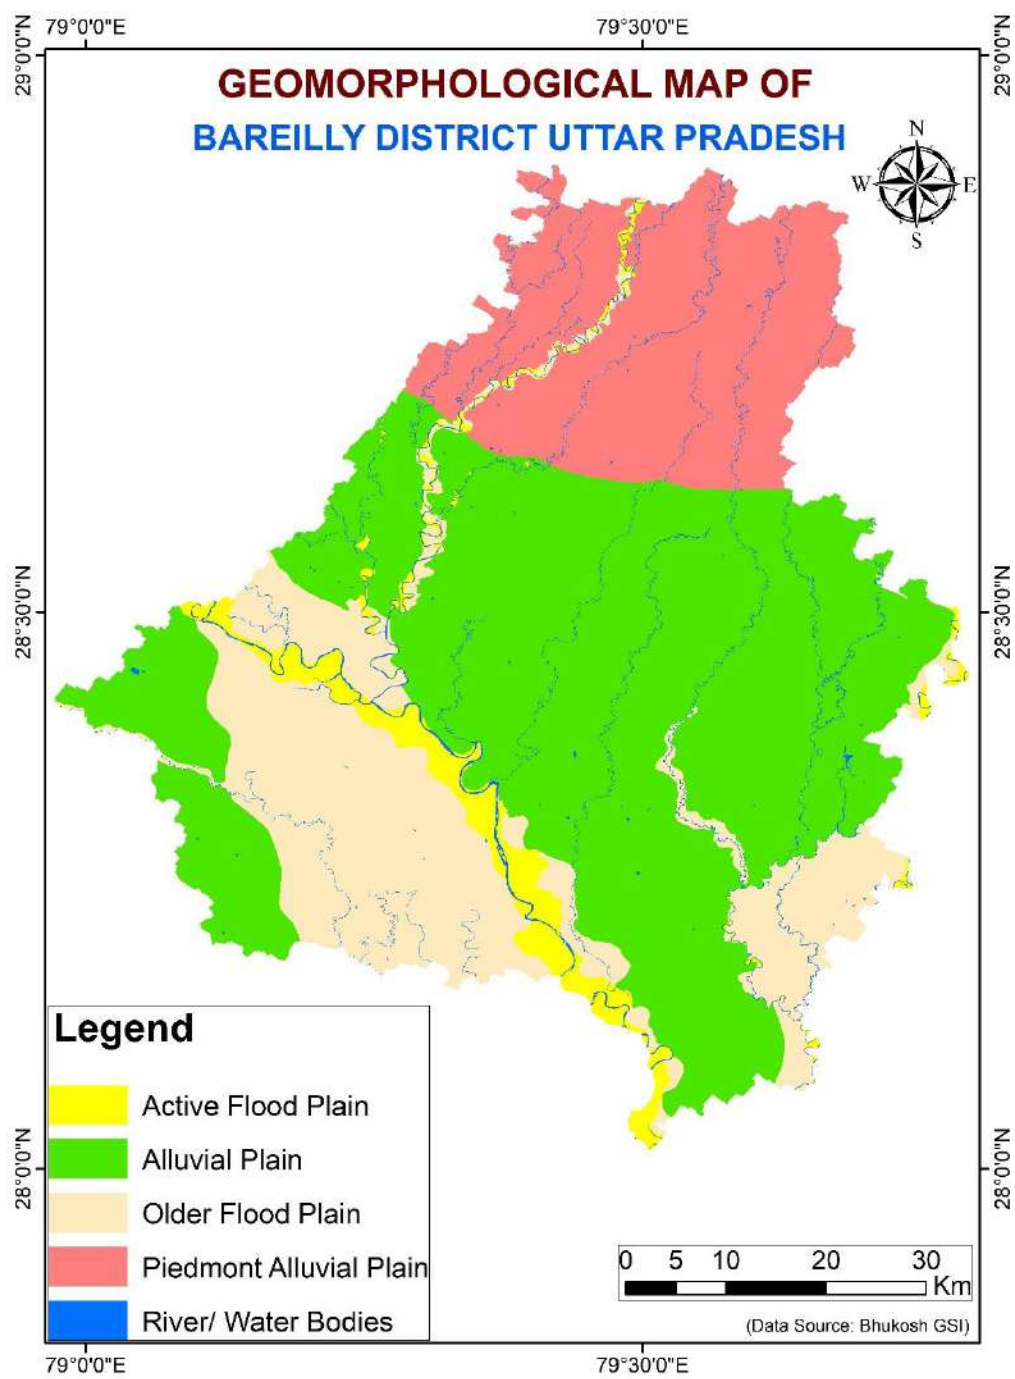 79°0'0"E 79°30'0"E
29°0'0"N 29°0'0"N
GEOMORPHOLOGICAL MAP OF
BAREILLY DISTRICT UTTAR PRADESH
N
W E
S
28°30'0"N 28°30'0"N
Legend
Active Flood Plain
Alluvial Plain
Older Flood Plain
Piedmont Alluvial Plain
River/ Water Bodies
28°0'0"N 28°0'0"N
0 5 10 20 30
Km
(Data Source: Bhukosh GSI)
79°0'0"E 79°30'0"E